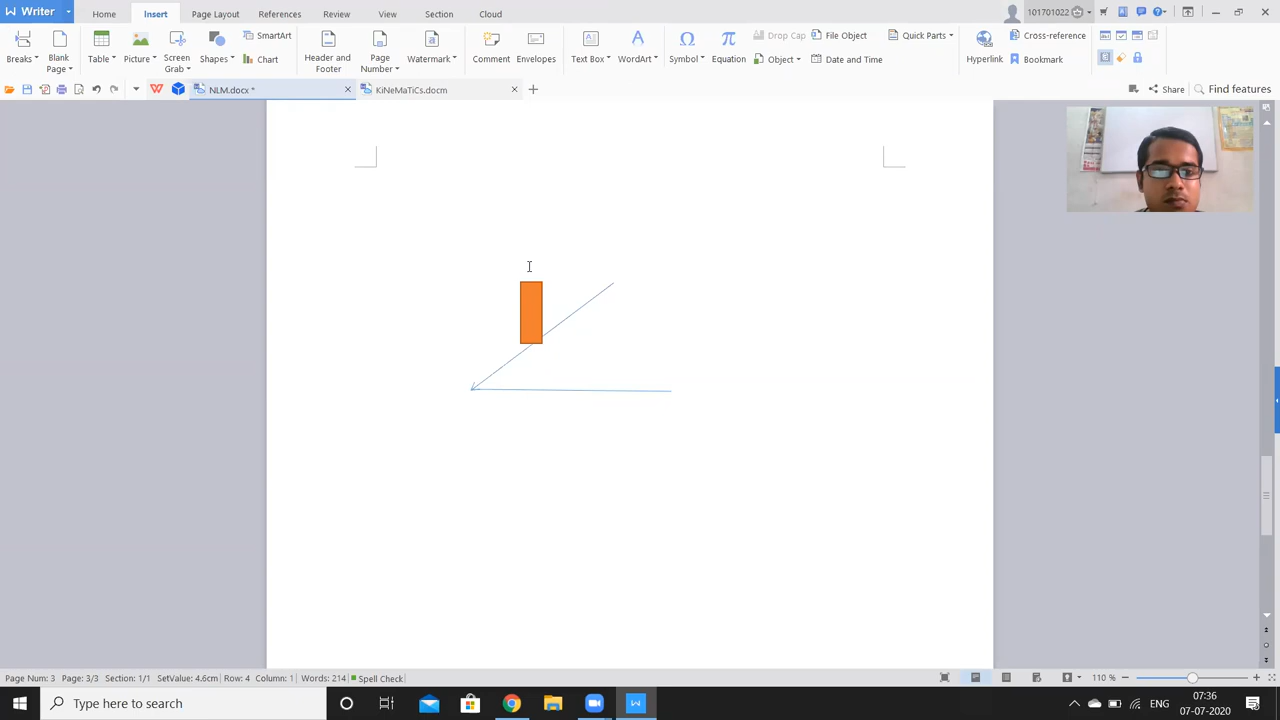 Writer
Home
Insert
Page Layout
References
Review
View
Section
Cloud
101701022
Breaks
Blank Page
Table
Picture
Screen Grab
Shapes
SmartArt
Chart
Header and Footer
Page Number
Watermark
Comment
Envelopes
Text Box
WordArt
Symbol
Equation
Drop Cap
Object
File Object
Date and Time
Quick Parts
Hyperlink
Cross-reference
Bookmark
NLM.docx *
KiNeMaTiCs.docm
Share
Find features
Page Num: 3 Page: 3/3 Section: 1/1 SetValue: 4.6cm Row: 4 Column: 1 Words: 214 Spell Check
110 %
Type here to search
ENG
07:36
07-07-2020